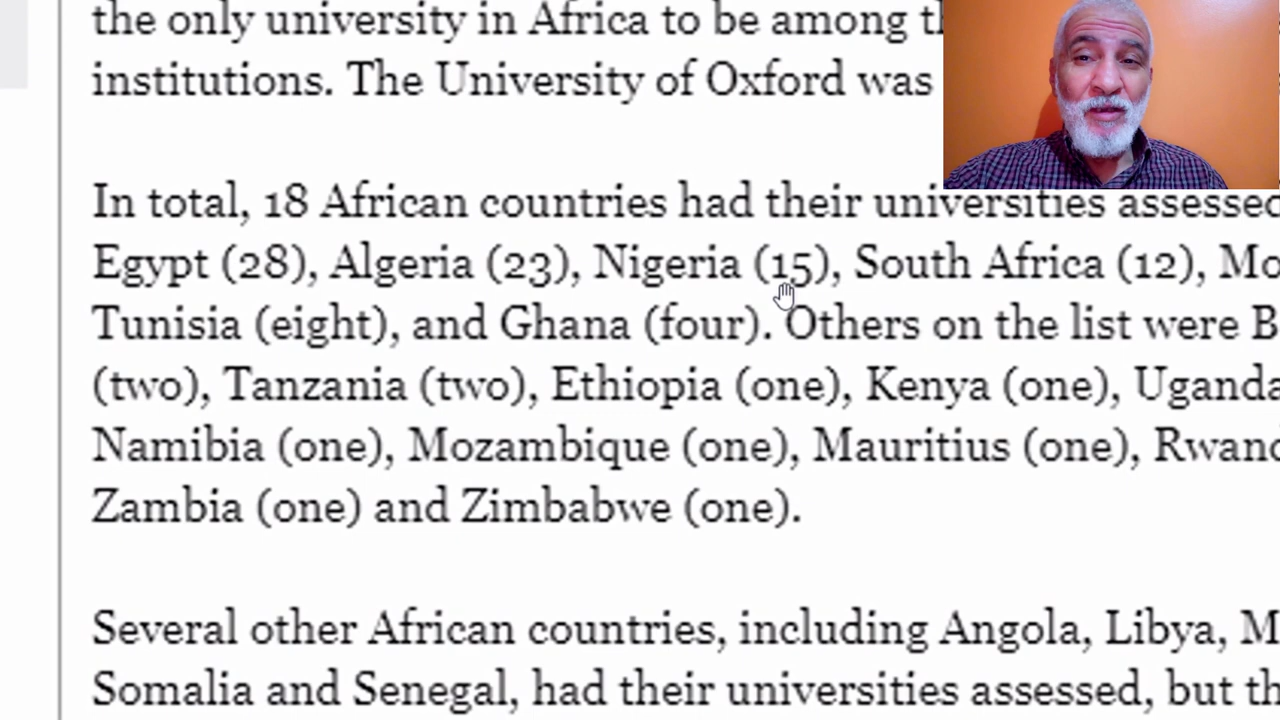 the only university in Africa to be among
institutions. The University of Oxford was
In total, 18 African countries had their universities assessed
Egypt (28), Algeria (23), Nigeria (15), South Africa (12),
Tunisia (eight), and Ghana (four). Others on the list were
(two), Tanzania (two), Ethiopia (one), Kenya (one), Uganda
Namibia (one), Mozambique (one), Mauritius (one),
Zambia (one) and Zimbabwe (one).
Several other African countries, including Angola, Libya,
Somalia and Senegal, had their universities assessed, but